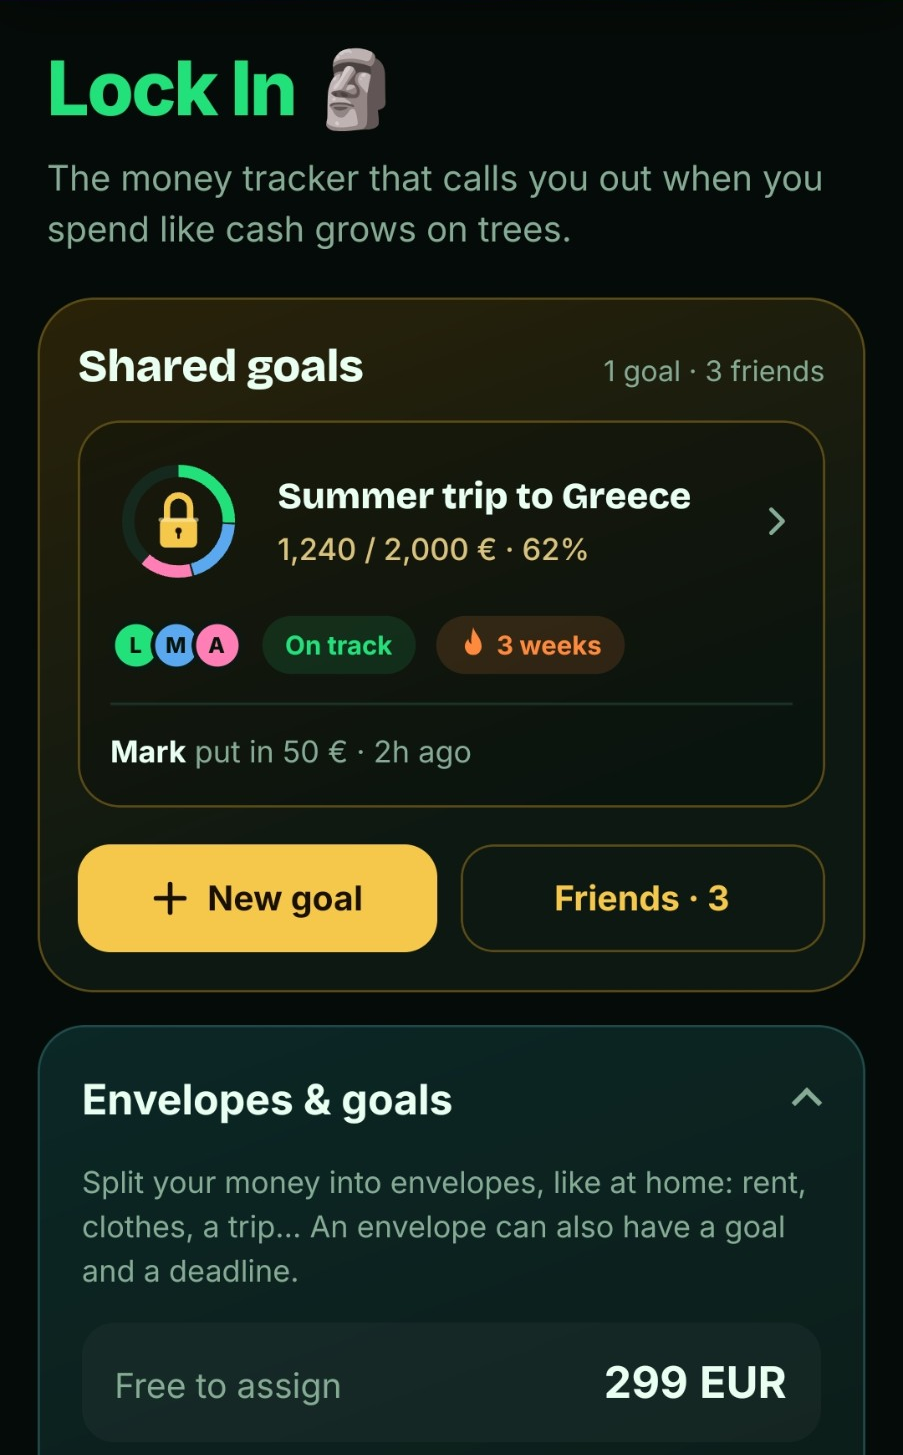 Lock In 🗿
The money tracker that calls you out when you
spend like cash grows on trees.
Shared goals
1 goal · 3 friends
Summer trip to Greece
1,240 / 2,000 € · 62%
L M A
On track
3 weeks
Mark put in 50 € · 2h ago
+ New goal
Friends · 3
Envelopes & goals
Split your money into envelopes, like at home: rent,
clothes, a trip... An envelope can also have a goal
and a deadline.
Free to assign
299 EUR